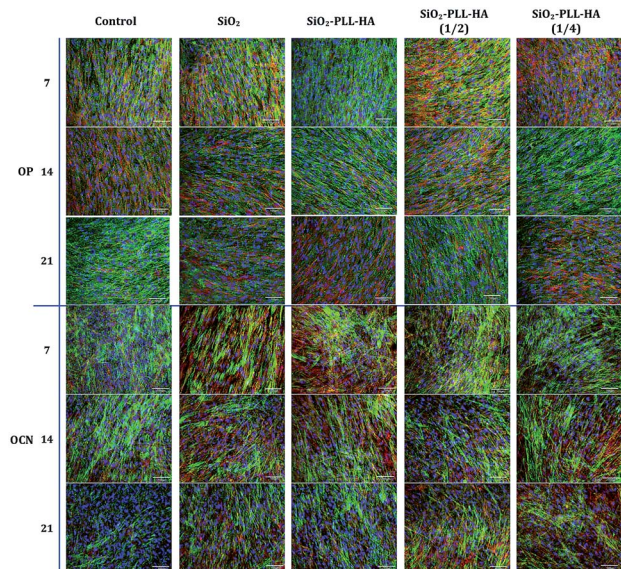 Control SiO₂ SiO₂-PLL-HA SiO₂-PLL-HA (1/2) SiO₂-PLL-HA (1/4)
7
OP 14
21
7
OCN 14
21